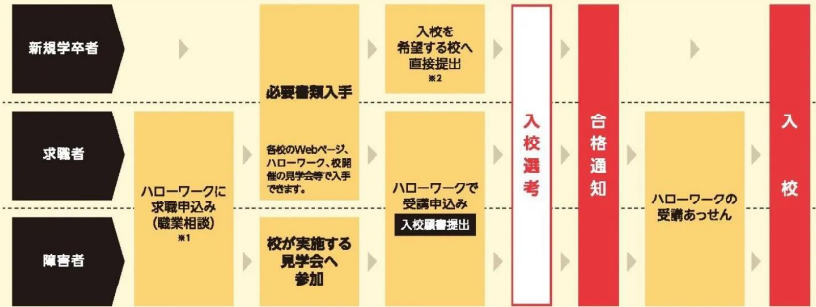 新規学卒者
求職者
障害者
ハローワークに
求職申込み
（職業相談）
※1
必要書類入手
各校のWebページ、
ハローワーク、校開
催の見学会等で入手
できます。
校が実施する
見学会へ
参加
入校を
希望する校へ
直接提出
※2
ハローワークで
受講申込み
入校願書提出
入校選考
合格通知
ハローワークの
受講あっせん
入校